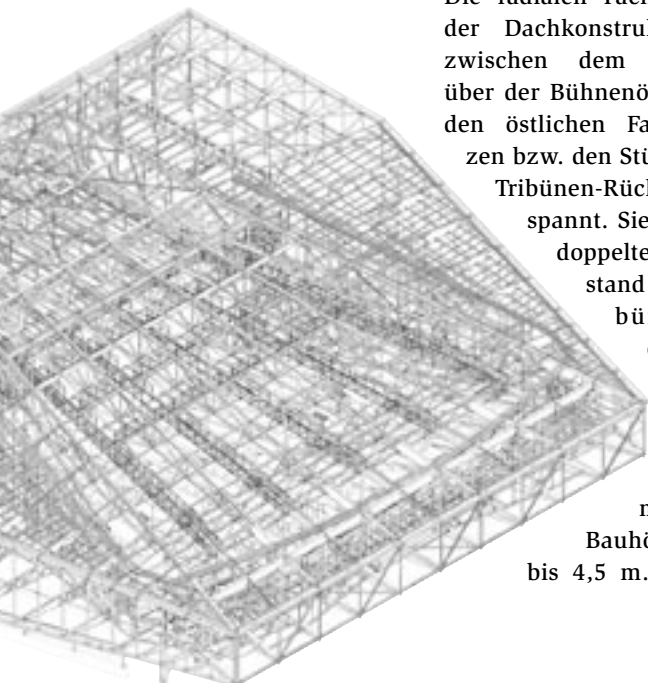 Die radialen
der Dachkonstruk
zwischen dem
über der Bühnenö
den östlichen Fa
zen bzw. den Stü
Tribünen-Rück
spannt. Sie
doppelte
stand
bü
Bauhö
bis 4,5 m.